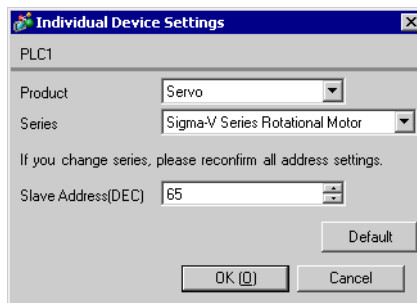 Individual Device Settings
PLC1
Product Servo
Series Sigma-V Series Rotational Motor
If you change series, please reconfirm all address settings.
Slave Address(DEC) 65
Default
OK (O) Cancel